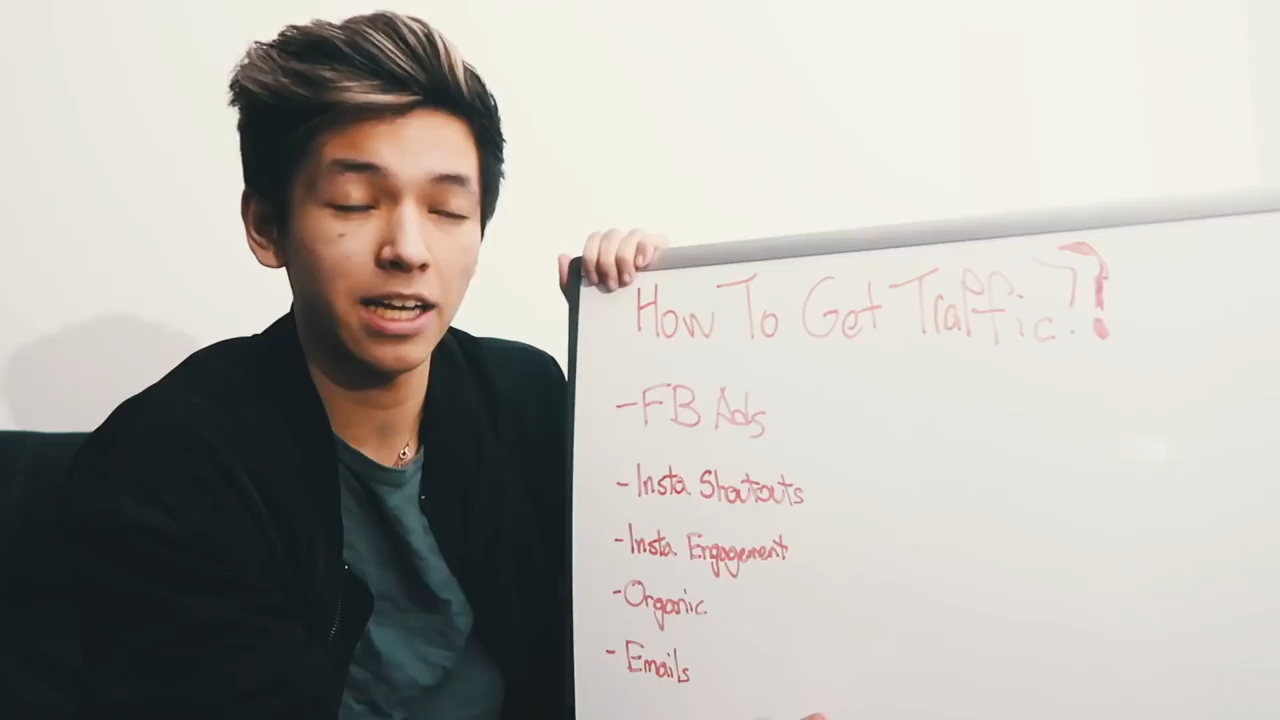 How To Get Traffic??!
-FB Ads
-Insta Shoutouts
-Insta Engagement
-Organic
-Emails